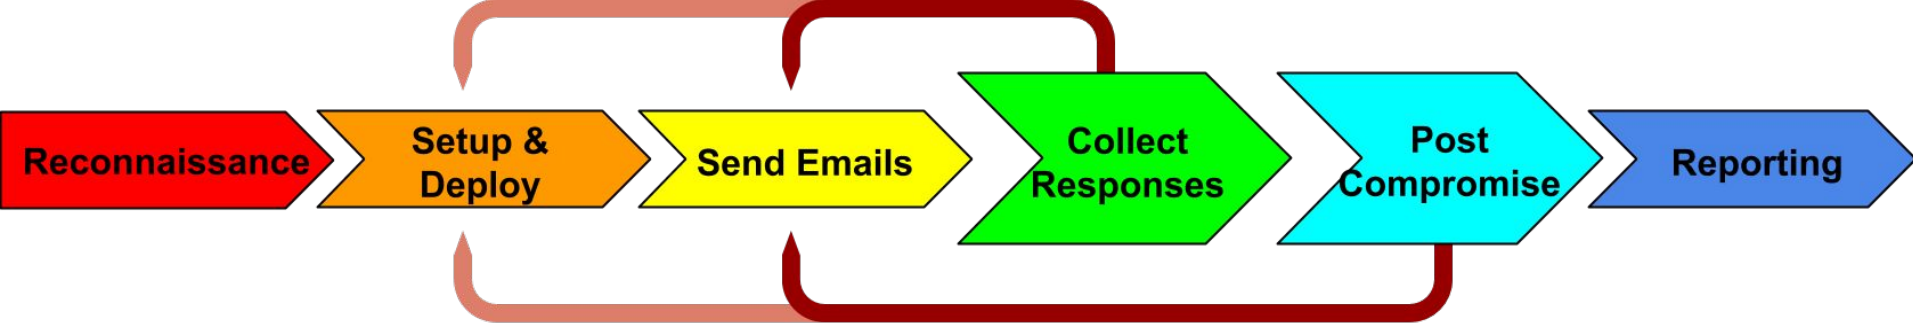 Reconnaissance
Setup &
Deploy
Send Emails
Collect
Responses
Post
Compromise
Reporting